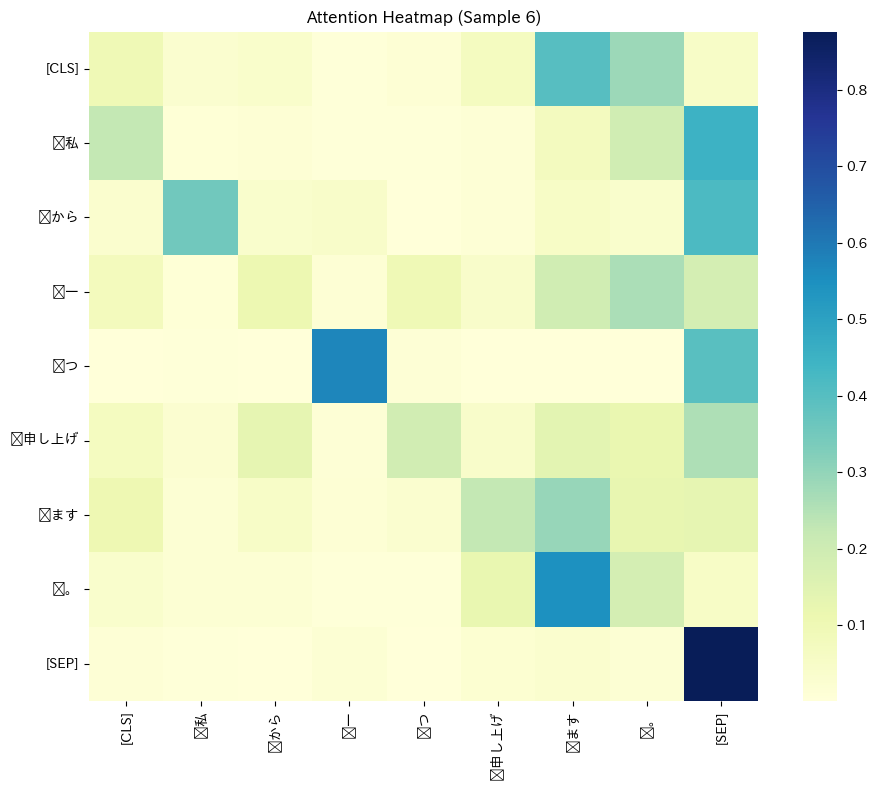 Attention Heatmap (Sample 6)
[CLS]
私
から
一
つ
申し上げ
ます
。
[SEP]
[CLS]
私
から
一
つ
申し上げ
ます
。
[SEP]
0.8
0.7
0.6
0.5
0.4
0.3
0.2
0.1